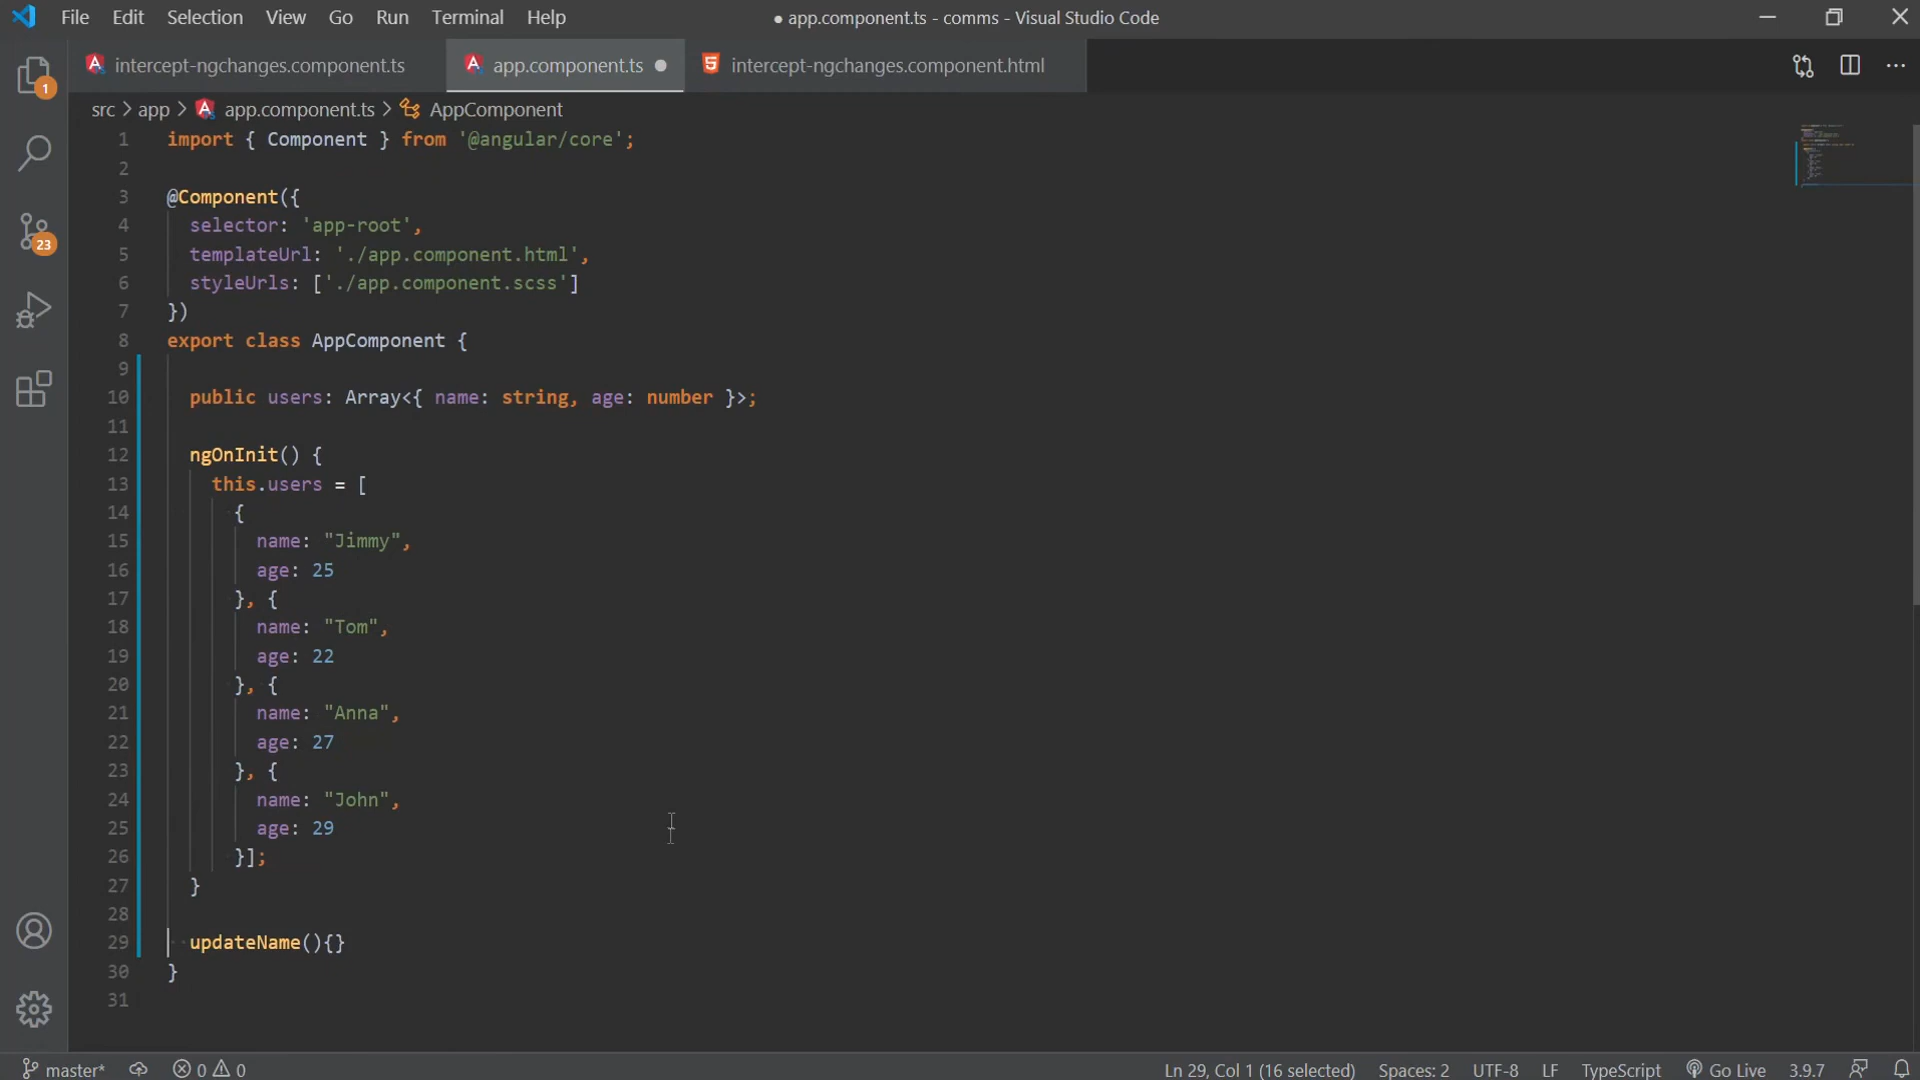 File Edit Selection View Go Run Terminal Help ● app.component.ts - comms - Visual Studio Code
intercept-ngchanges.component.ts app.component.ts ● intercept-ngchanges.component.html
src > app > app.component.ts > AppComponent
1
23
1 import { Component } from '@angular/core';
2
3 @Component({
4 selector: 'app-root',
5 templateUrl: './app.component.html',
6 styleUrls: ['./app.component.scss']
7 })
8 export class AppComponent {
9
10 public users: Array<{ name: string, age: number }>;
11
12 ngOnInit() {
13 this.users = [
14 {
15 name: "Jimmy",
16 age: 25
17 }, {
18 name: "Tom",
19 age: 22
20 }, {
21 name: "Anna",
22 age: 27
23 }, {
24 name: "John",
25 age: 29
26 }];
27 }
28
29 updateName(){}
30 }
31
master* 0 0 Ln 29, Col 1 (16 selected) Spaces: 2 UTF-8 LF TypeScript Go Live 3.9.7